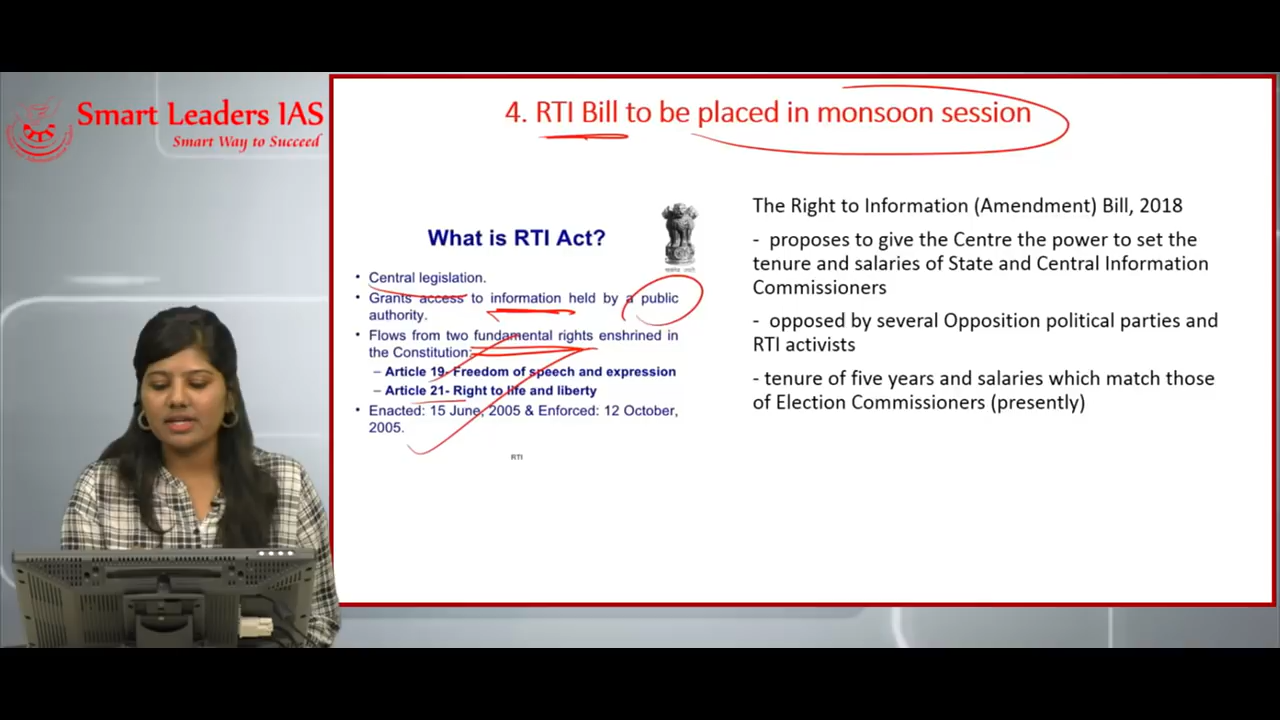 Smart Leaders IAS
Smart Way to Succeed
4. RTI Bill to be placed in monsoon session
What is RTI Act?
• Central legislation.
• Grants access to information held by a public
authority.
• Flows from two fundamental rights enshrined in
the Constitution:
– Article 19- Freedom of speech and expression
– Article 21- Right to life and liberty
• Enacted: 15 June, 2005 & Enforced: 12 October,
2005.
RTI
The Right to Information (Amendment) Bill, 2018
- proposes to give the Centre the power to set the
tenure and salaries of State and Central Information
Commissioners
- opposed by several Opposition political parties and
RTI activists
- tenure of five years and salaries which match those
of Election Commissioners (presently)